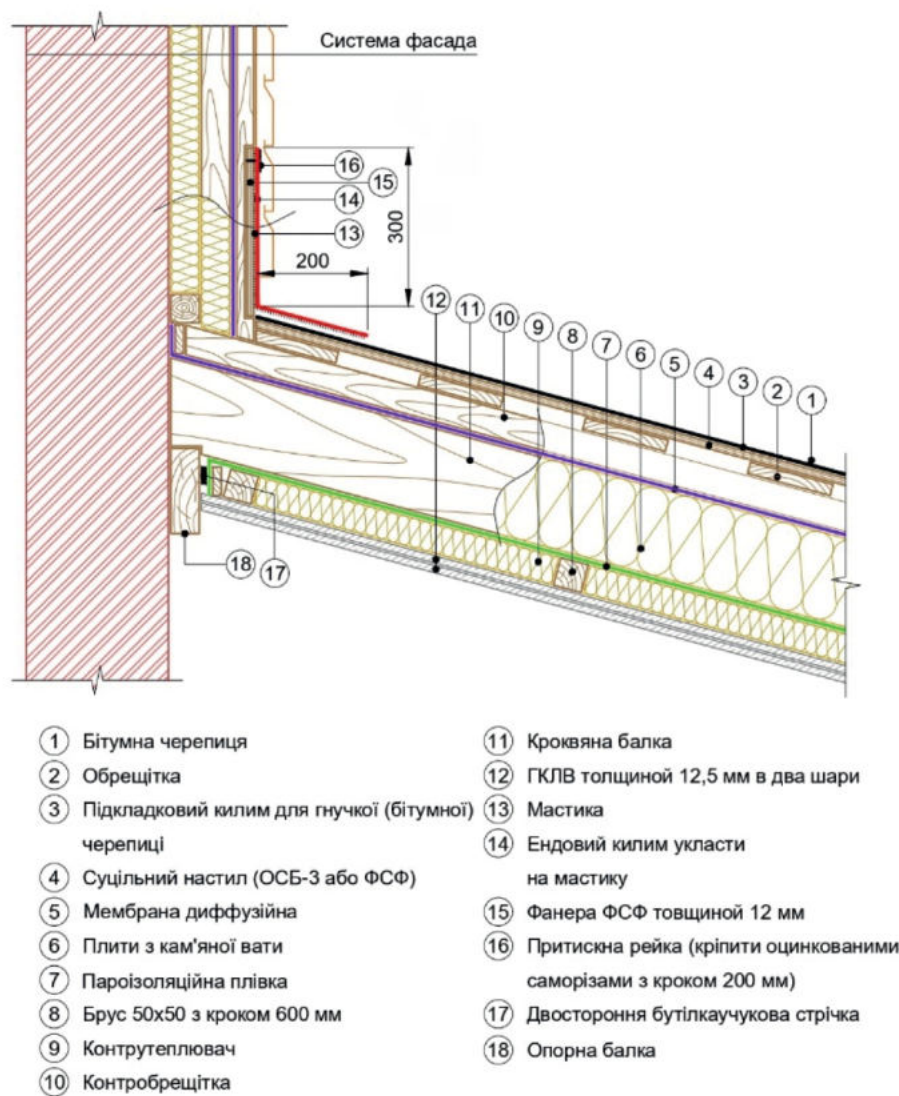 Система фасада
16
15
14
13
300
200
12
11
10
9
8
7
6
5
4
3
2
1
18
17
1 Бітумна черепиця
2 Обрещітка
3 Підкладковий килим для гнучкої (бітумної)
черепиці
4 Суцільний настил (ОСБ-3 або ФСФ)
5 Мембрана диффузійна
6 Плити з кам'яної вати
7 Пароізоляційна плівка
8 Брус 50х50 з кроком 600 мм
9 Контрутеплювач
10 Контробрещітка
11 Кроквяна балка
12 ГКЛВ толщиной 12,5 мм в два шари
13 Мастика
14 Ендовий килим укласти
на мастику
15 Фанера ФСФ товщиной 12 мм
16 Притискна рейка (кріпити оцинкованими
саморізами з кроком 200 мм)
17 Двостороння бутілкаучукова стрічка
18 Опорна балка